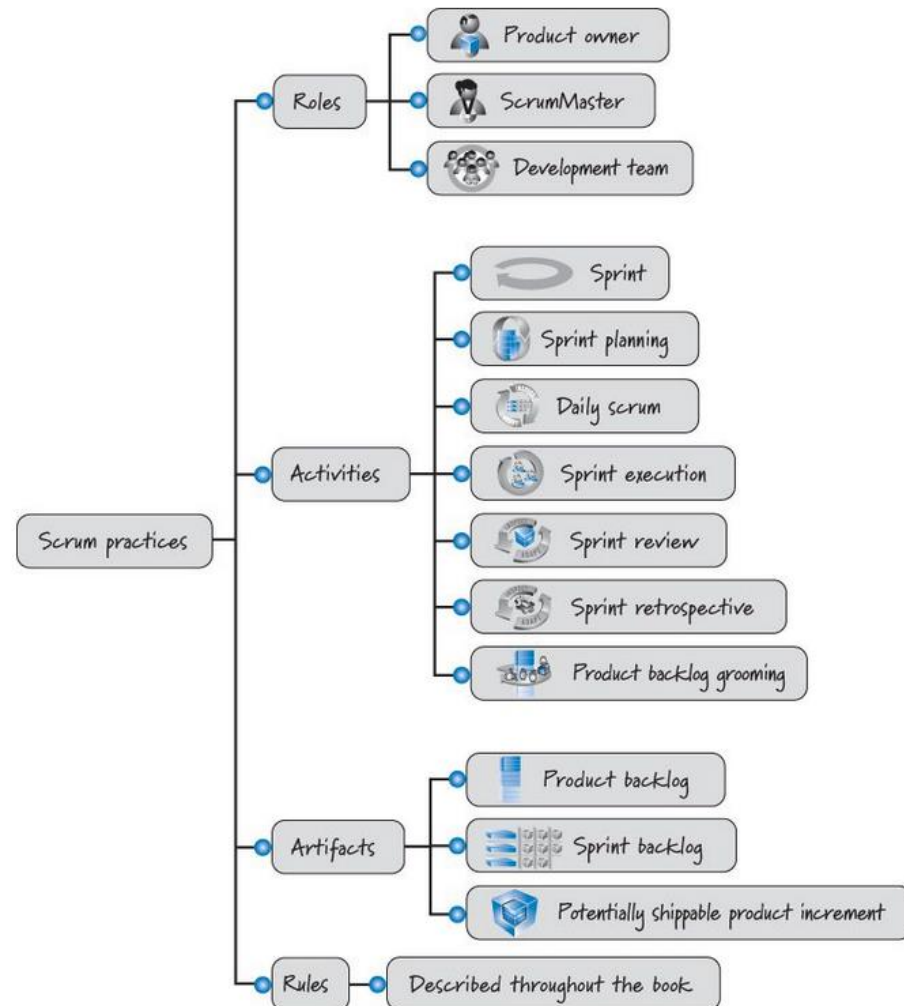 Product owner
Roles
ScrumMaster
Development team
Sprint
Sprint planning
Daily scrum
Activities
Sprint execution
Scrum practices
Sprint review
Sprint retrospective
Product backlog grooming
Product backlog
Artifacts
Sprint backlog
Potentially shippable product increment
Rules
Described throughout the book